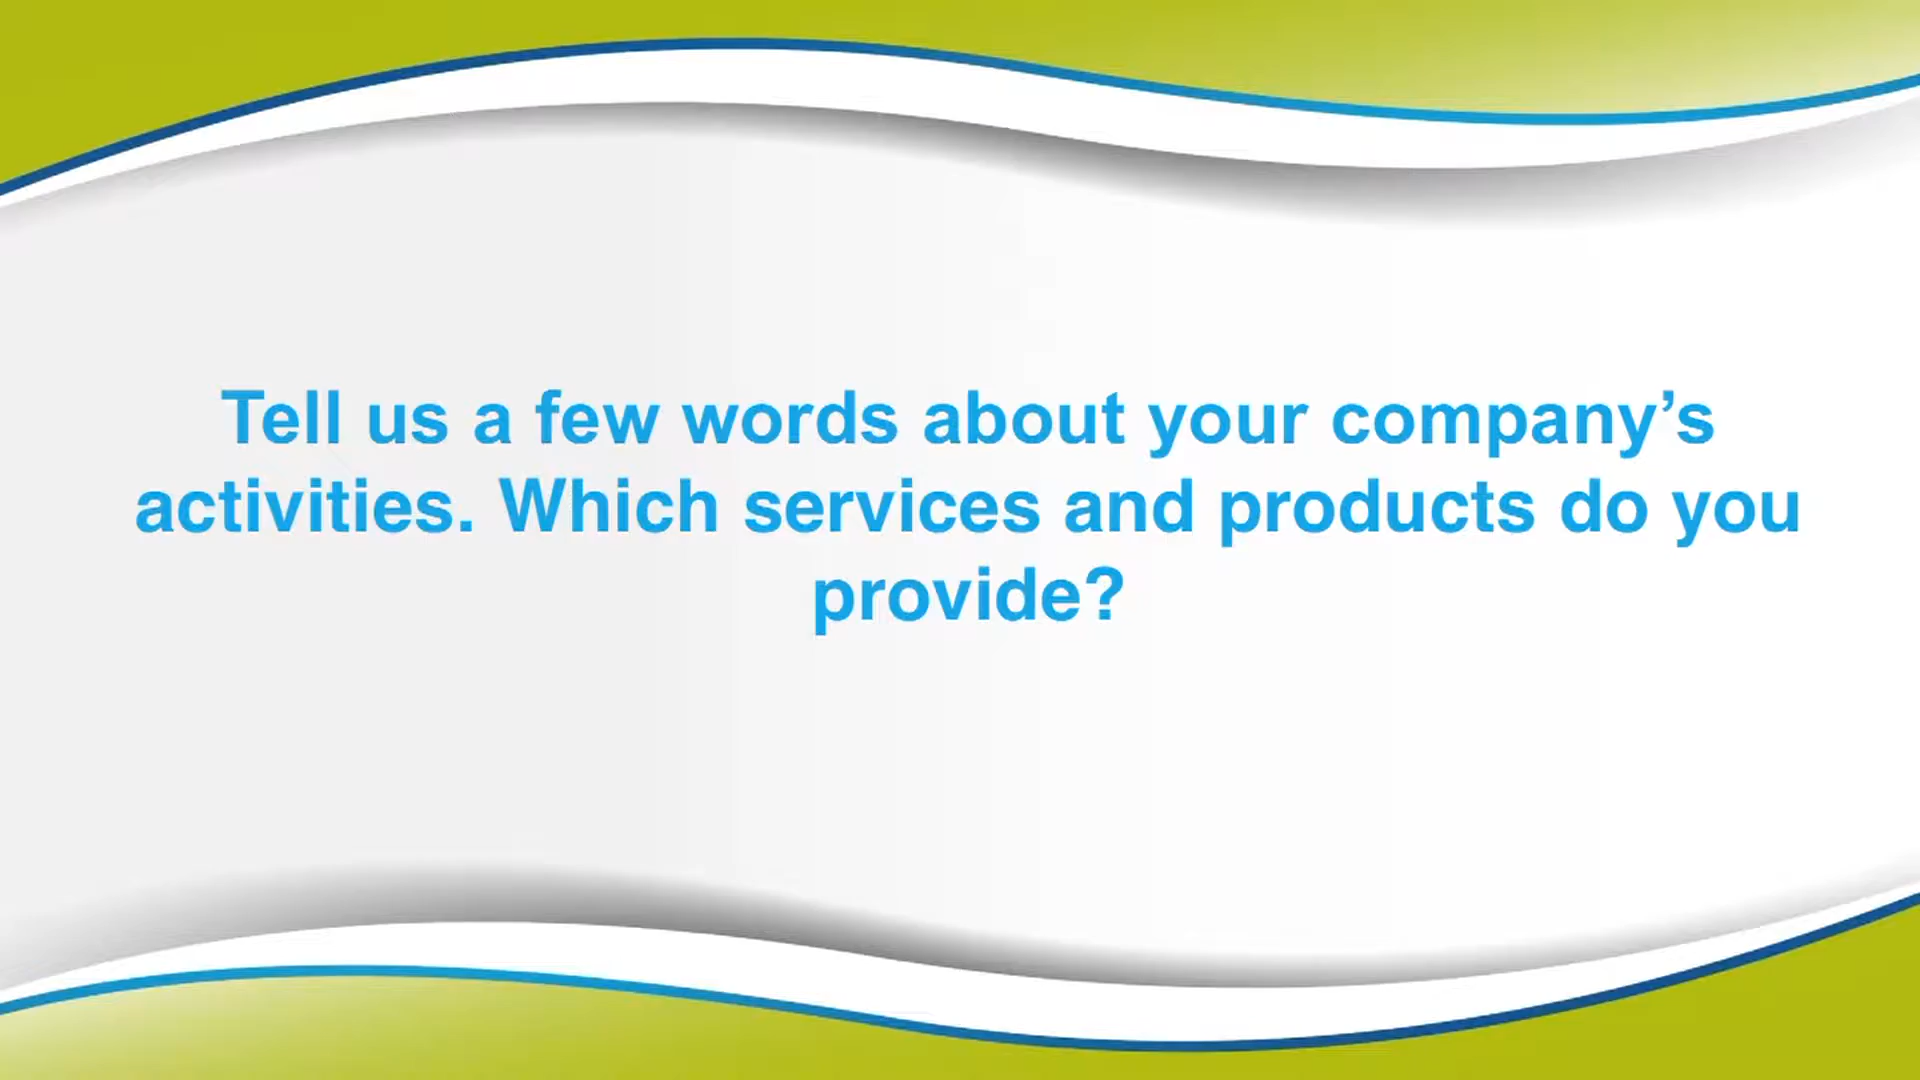 Tell us a few words about your company’s
activities. Which services and products do you
provide?